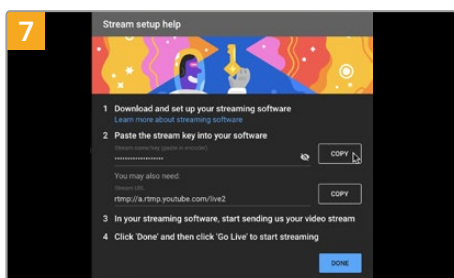 7
Stream setup help
1 Download and set up your streaming software
Learn more about streaming software
2 Paste the stream key into your software
Stream name/key (paste in encoder)
••••••••••••••••••••
COPY
You may also need
Stream URL
rtmp://a.rtmp.youtube.com/live2
COPY
3 In your streaming software, start sending us your video stream
4 Click 'Done' and then click 'Go Live' to start streaming
DONE